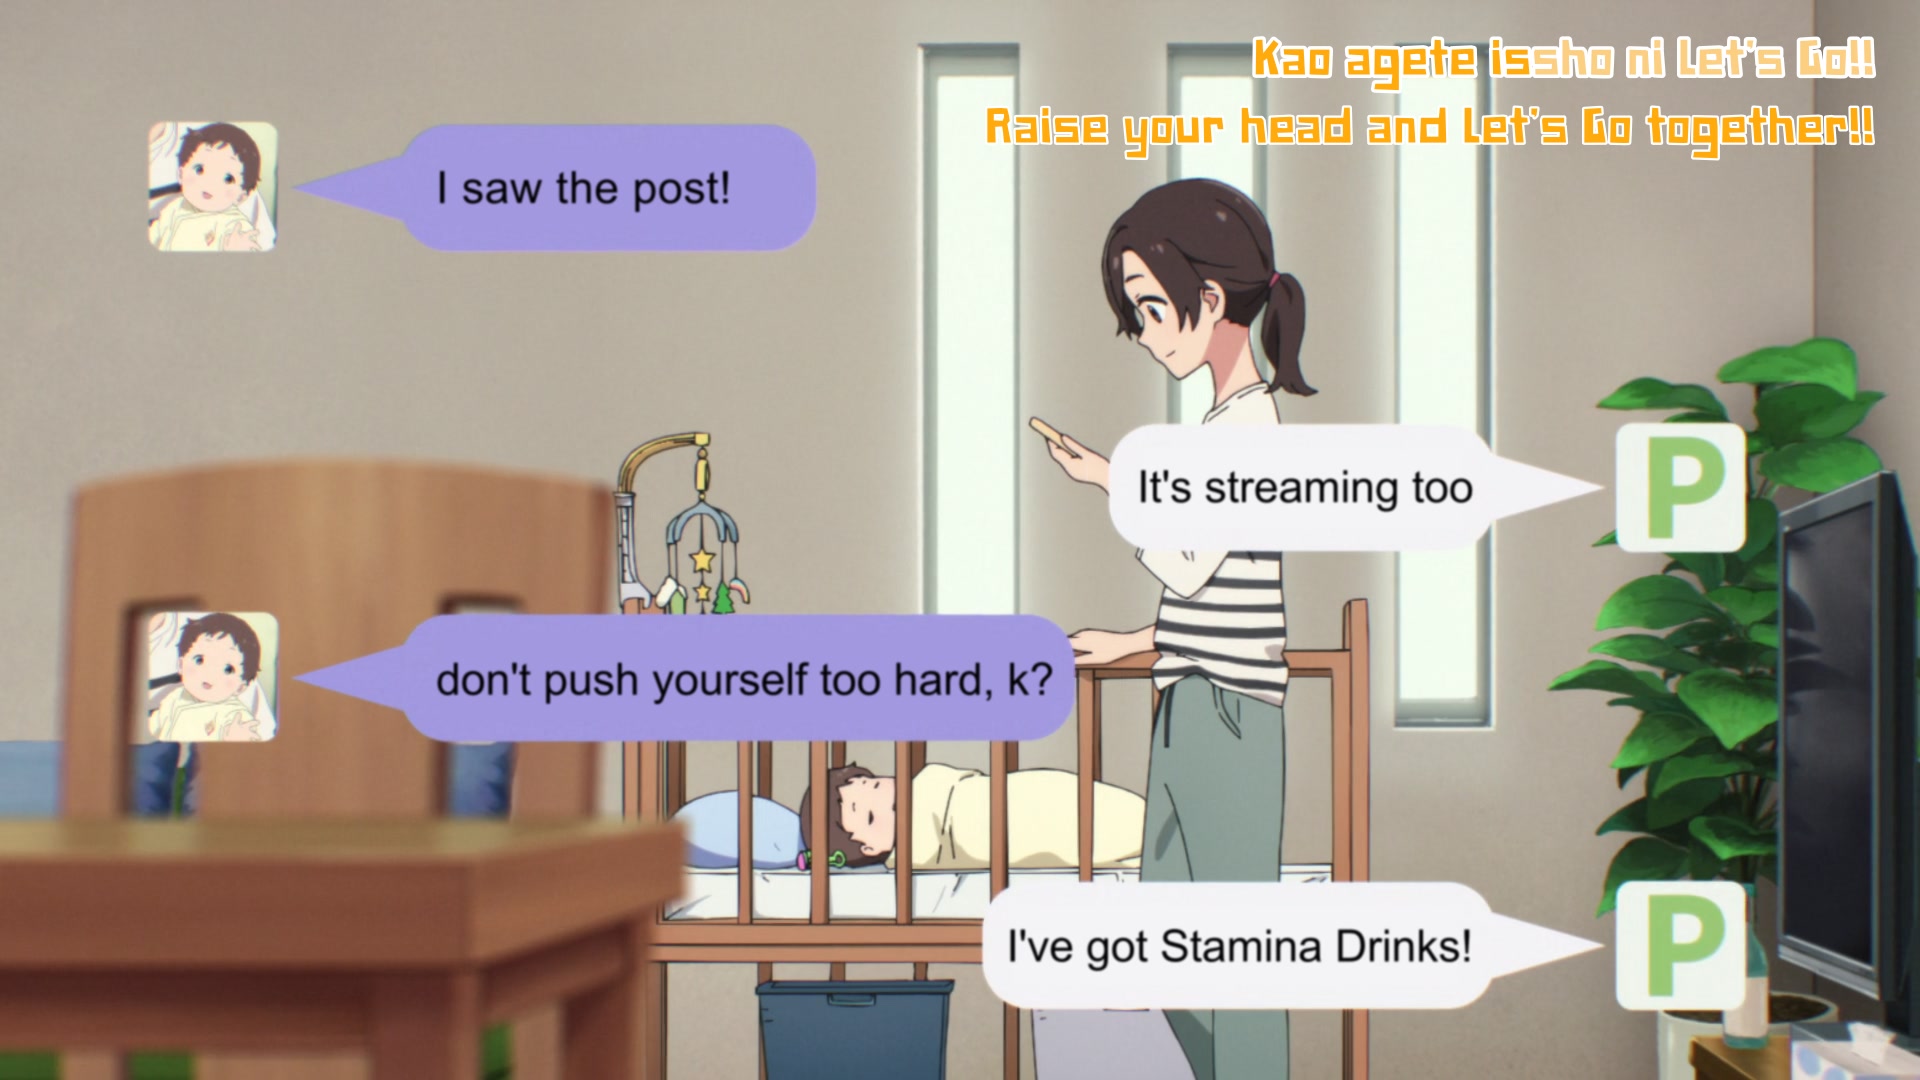 Kao agete issho ni Let's Go!!
Raise your head and Let's Go together!!
I saw the post!
It's streaming too
P
don't push yourself too hard, k?
I've got Stamina Drinks!
P